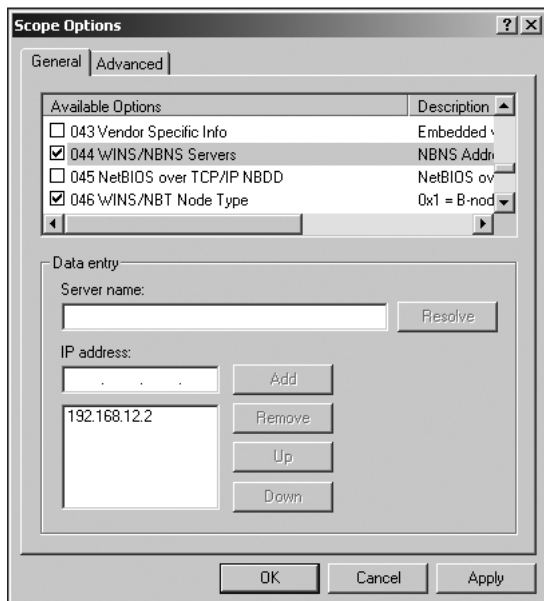 Scope Options
General Advanced
Available Options Description
043 Vendor Specific Info Embedded
044 WINS/NBNS Servers NBNS Addr
045 NetBIOS over TCP/IP NBDD NetBIOS ov
046 WINS/NBT Node Type 0x1 = B-nod
Data entry
Server name:
Resolve
IP address:
. . .
Add
192.168.12.2
Remove
Up
Down
OK Cancel Apply